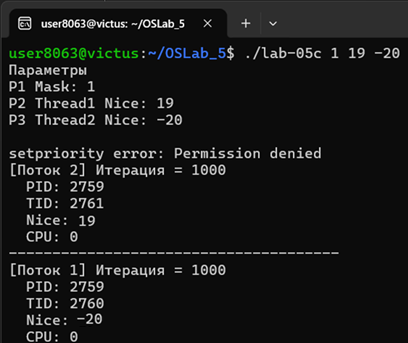 user8063@victus: ~/OSLab_5
user8063@victus:~/OSLab_5$ ./lab-05c 1 19 -20
Параметры
P1 Mask: 1
P2 Thread1 Nice: 19
P3 Thread2 Nice: -20
setpriority error: Permission denied
[Поток 2] Итерация = 1000
PID: 2759
TID: 2761
Nice: 19
CPU: 0
--------------------------------------
[Поток 1] Итерация = 1000
PID: 2759
TID: 2760
Nice: -20
CPU: 0